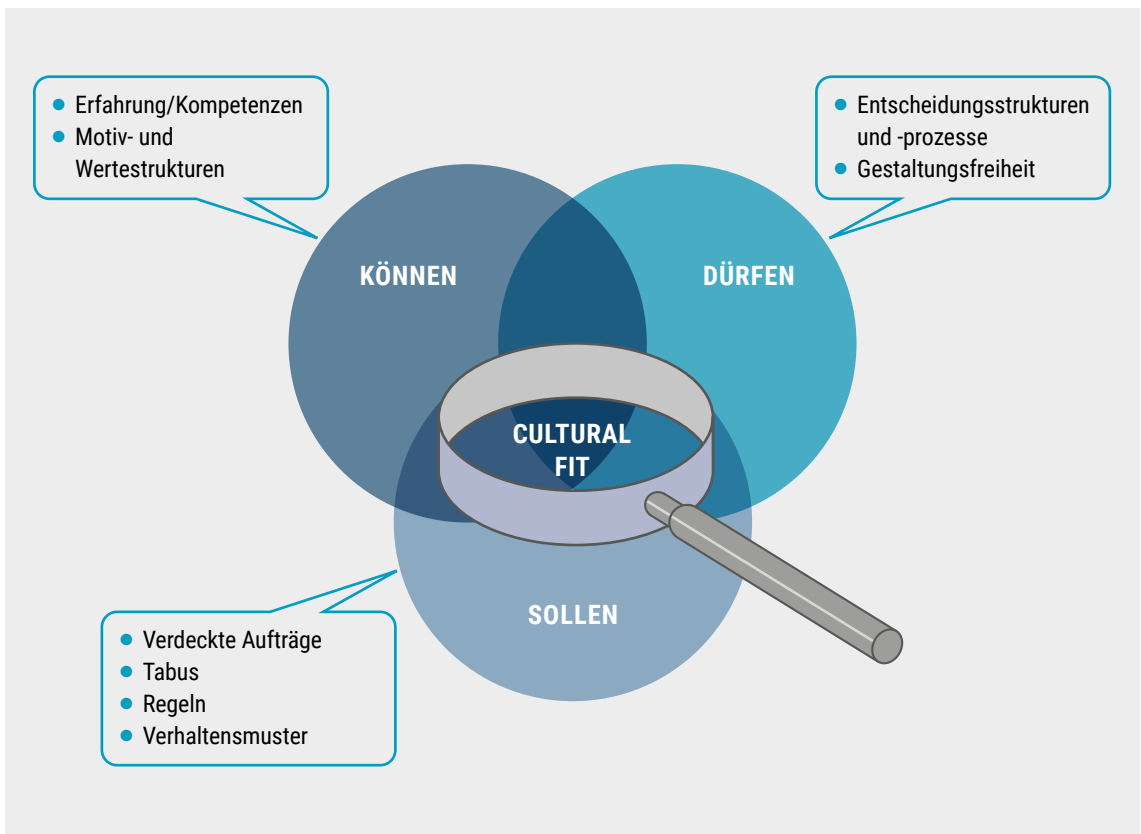 Erfahrung/Kompetenzen
Motiv- und
Wertestrukturen
Entscheidungsstrukturen
und -prozesse
Gestaltungsfreiheit
KÖNNEN
DÜRFEN
CULTURAL
FIT
SOLLEN
Verdeckte Aufträge
Tabus
Regeln
Verhaltensmuster